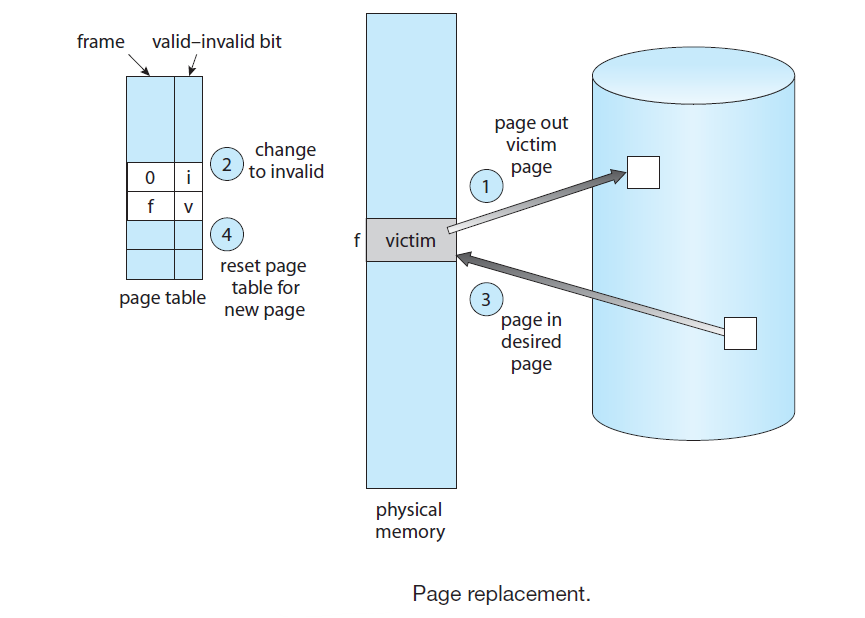 frame valid–invalid bit
0 i
f v
2 change
to invalid
4
reset page
table for
new page
page table
f victim
physical
memory
page out
victim
page
1
3
page in
desired
page
Page replacement.